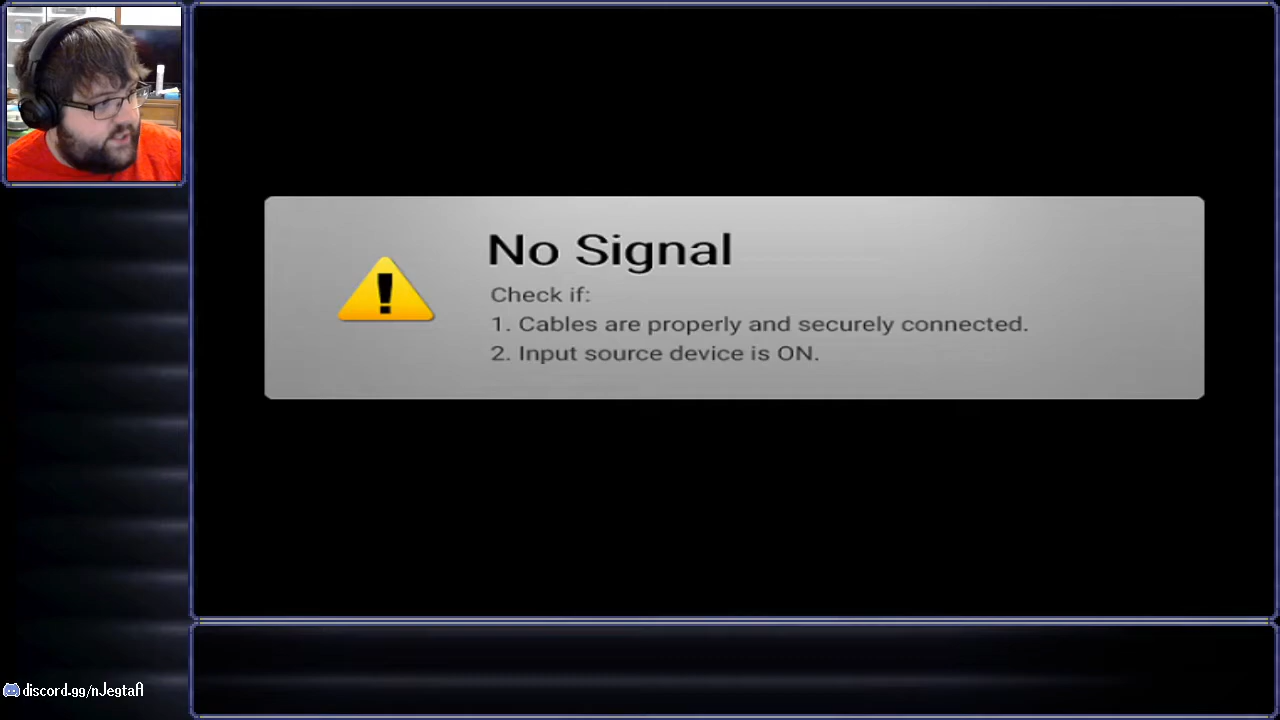 No Signal
Check if:
1. Cables are properly and securely connected.
2. Input source device is ON.
discord.gg/nJegtaA